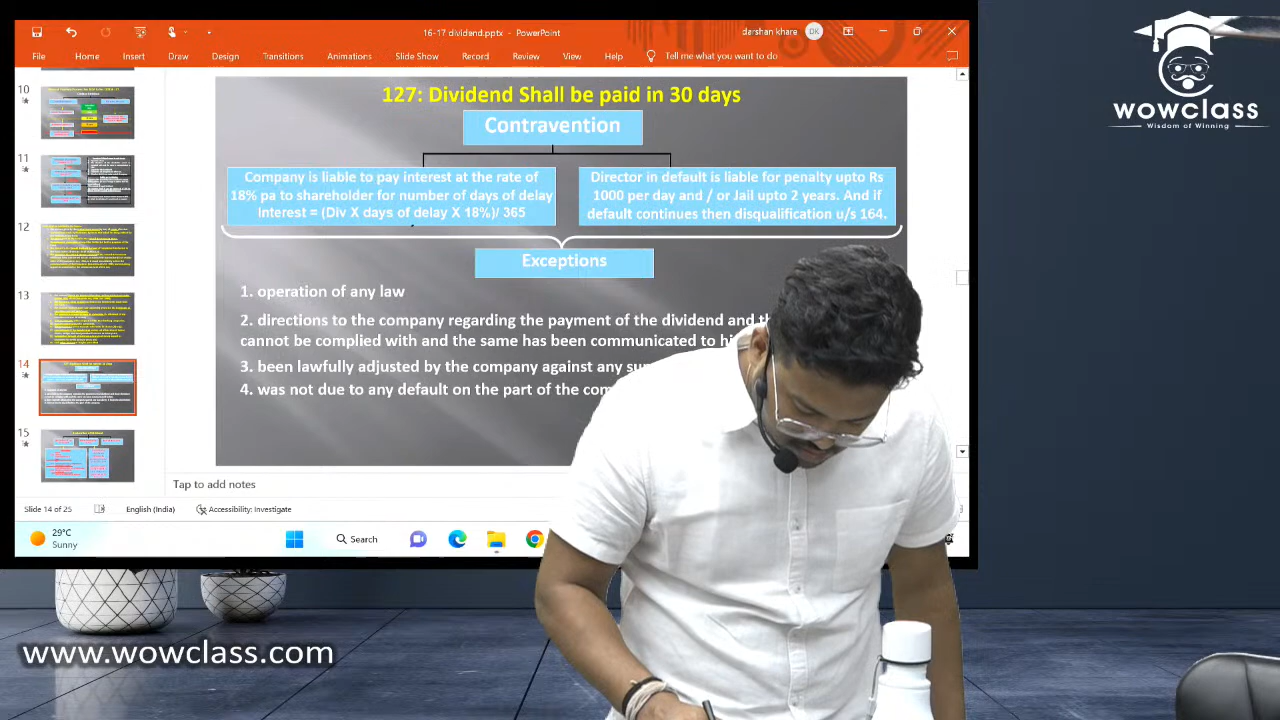 16-17 dividend.pptx - PowerPoint
darshan khare
DK
File
Home
Insert
Draw
Design
Transitions
Animations
Slide Show
Record
Review
View
Help
Tell me what you want to do
10
11
12
13
14
15
127: Dividend Shall be paid in 30 days
Contravention
Company is liable to pay interest at the rate of
18% pa to shareholder for number of days of delay
Interest = (Div X days of delay X 18%)/ 365
Director in default is liable for penalty upto Rs
1000 per day and / or Jail upto 2 years. And if
default continues then disqualification u/s 164.
Exceptions
1. operation of any law
2. directions to the company regarding the payment of the dividend and
cannot be complied with and the same has been communicated to
3. been lawfully adjusted by the company against any
4. was not due to any default on the part of the
Tap to add notes
Slide 14 of 25
English (India)
Accessibility: Investigate
29°C
Sunny
Search
wowclass
Wisdom of Winning
www.wowclass.com